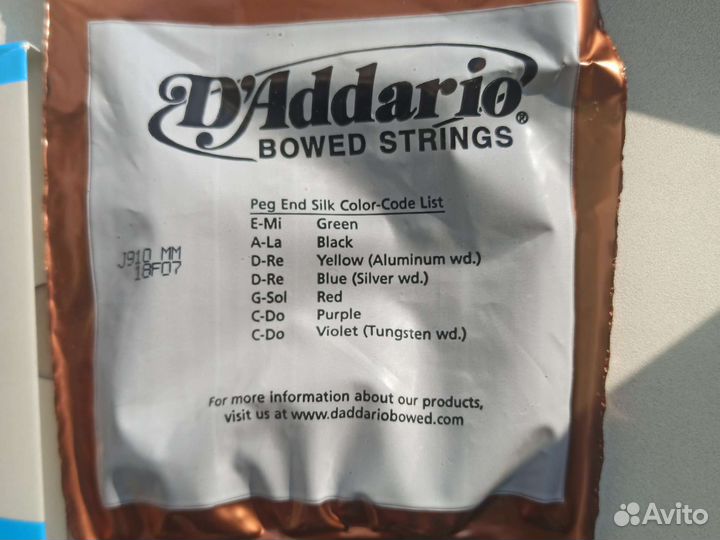 D'Addario®
BOWED STRINGS
Peg End Silk Color-Code List
E-Mi Green
A-La Black
D-Re Yellow (Aluminum wd.)
D-Re Blue (Silver wd.)
G-Sol Red
C-Do Purple
C-Do Violet (Tungsten wd.)
J910 MM
18F07
For more information about our products,
visit us at www.daddariobowed.com
Avito